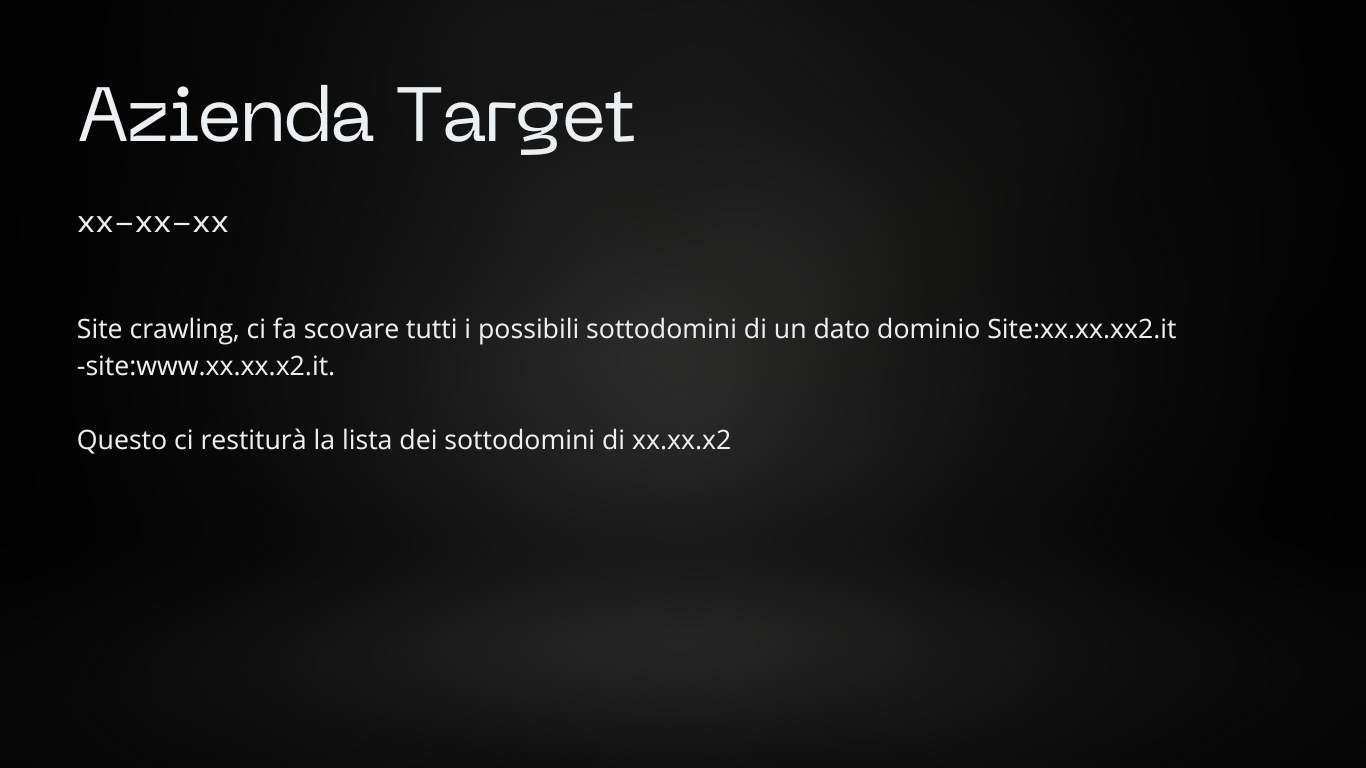 Azienda Target
xx–xx–xx
Site crawling, ci fa scovare tutti i possibili sottodomini di un dato dominio Site:xx.xx.xx2.it
-site:www.xx.xx.x2.it.
Questo ci restiturà la lista dei sottodomini di xx.xx.x2